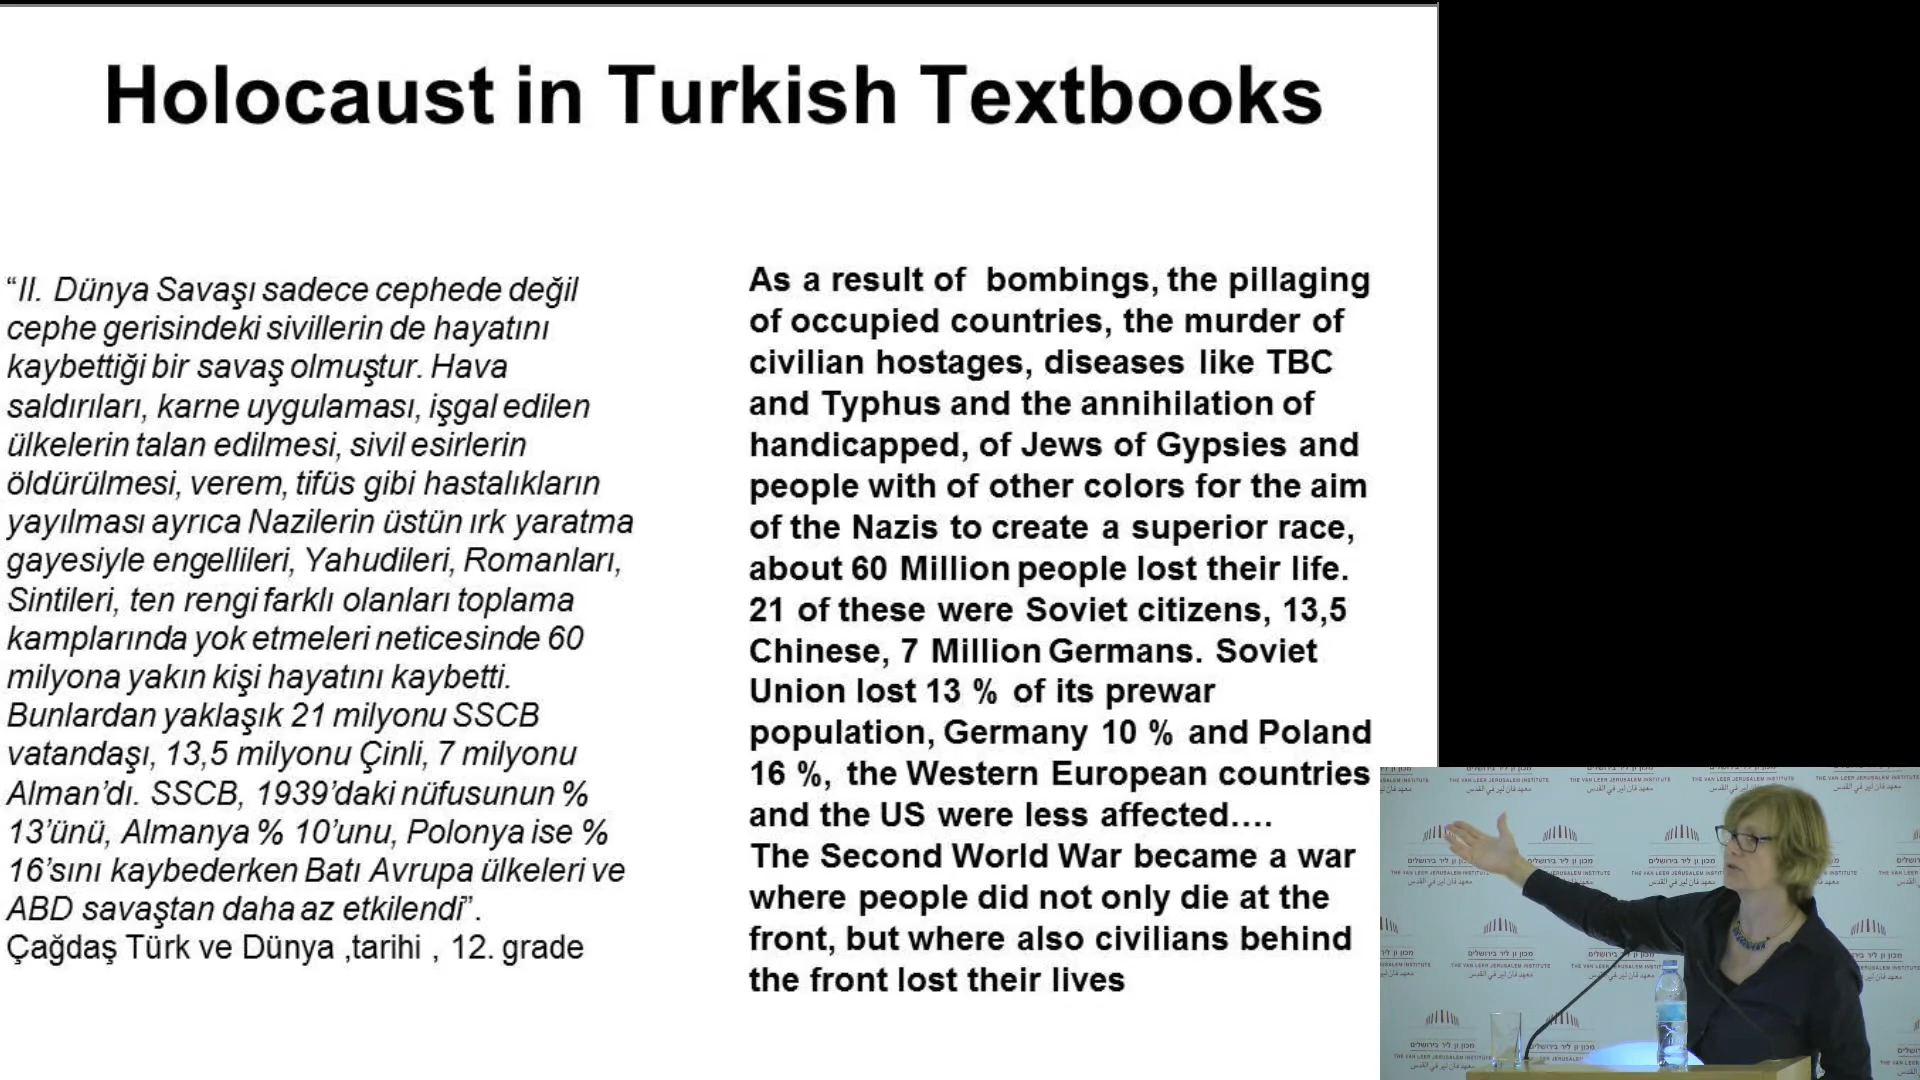 Holocaust in Turkish Textbooks
“II. Dünya Savaşı sadece cephede değil
cephe gerisindeki sivillerin de hayatını
kaybettiği bir savaş olmuştur. Hava
saldırıları, karne uygulaması, işgal edilen
ülkelerin talan edilmesi, sivil esirlerin
öldürülmesi, verem, tifüs gibi hastalıkların
yayılması ayrıca Nazilerin üstün ırk yaratma
gayesiyle engellileri, Yahudileri, Romanları,
Sintileri, ten rengi farklı olanları toplama
kamplarında yok etmeleri neticesinde 60
milyona yakın kişi hayatını kaybetti.
Bunlardan yaklaşık 21 milyonu SSCB
vatandaşı, 13,5 milyonu Çinli, 7 milyonu
Alman’dı. SSCB, 1939’daki nüfusunun %
13’ünü, Almanya % 10’unu, Polonya ise %
16’sını kaybederken Batı Avrupa ülkeleri ve
ABD savaştan daha az etkilendi”.
Çağdaş Türk ve Dünya ,tarihi , 12. grade
As a result of bombings, the pillaging
of occupied countries, the murder of
civilian hostages, diseases like TBC
and Typhus and the annihilation of
handicapped, of Jews of Gypsies and
people with of other colors for the aim
of the Nazis to create a superior race,
about 60 Million people lost their life.
21 of these were Soviet citizens, 13,5
Chinese, 7 Million Germans. Soviet
Union lost 13 % of its prewar
population, Germany 10 % and Poland
16 %, the Western European countries
and the US were less affected....
The Second World War became a war
where people did not only die at the
front, but where also civilians behind
the front lost their lives
מכון ון ליר בירושלים
THE VAN LEER JERUSALEM INSTITUTE
معهد فان لير في القدس